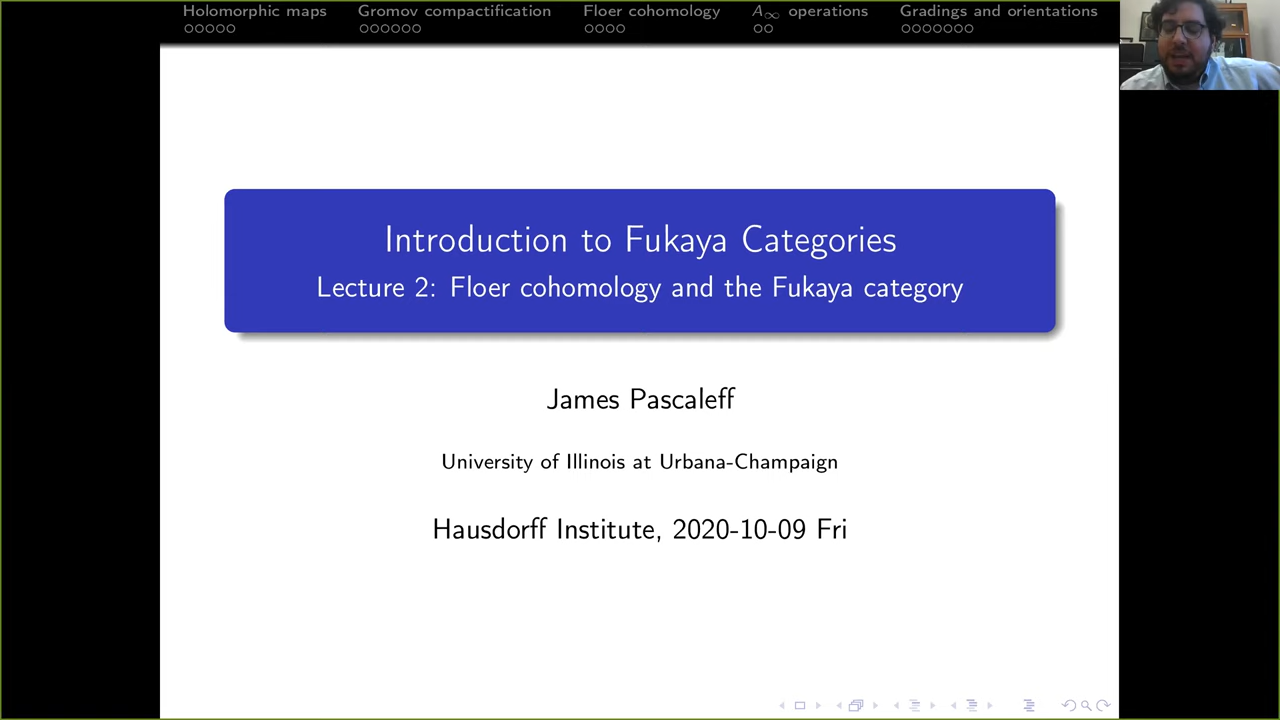 Holomorphic maps Gromov compactification Floer cohomology A∞ operations Gradings and orientations
Introduction to Fukaya Categories
Lecture 2: Floer cohomology and the Fukaya category
James Pascaleff
University of Illinois at Urbana-Champaign
Hausdorff Institute, 2020-10-09 Fri